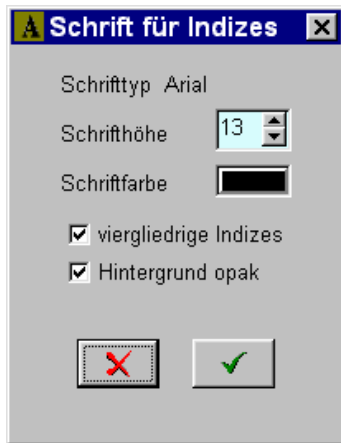 A Schrift für Indizes
Schrifttyp Arial
Schrifthöhe 13
Schriftfarbe
viergliedrige Indizes
Hintergrund opak